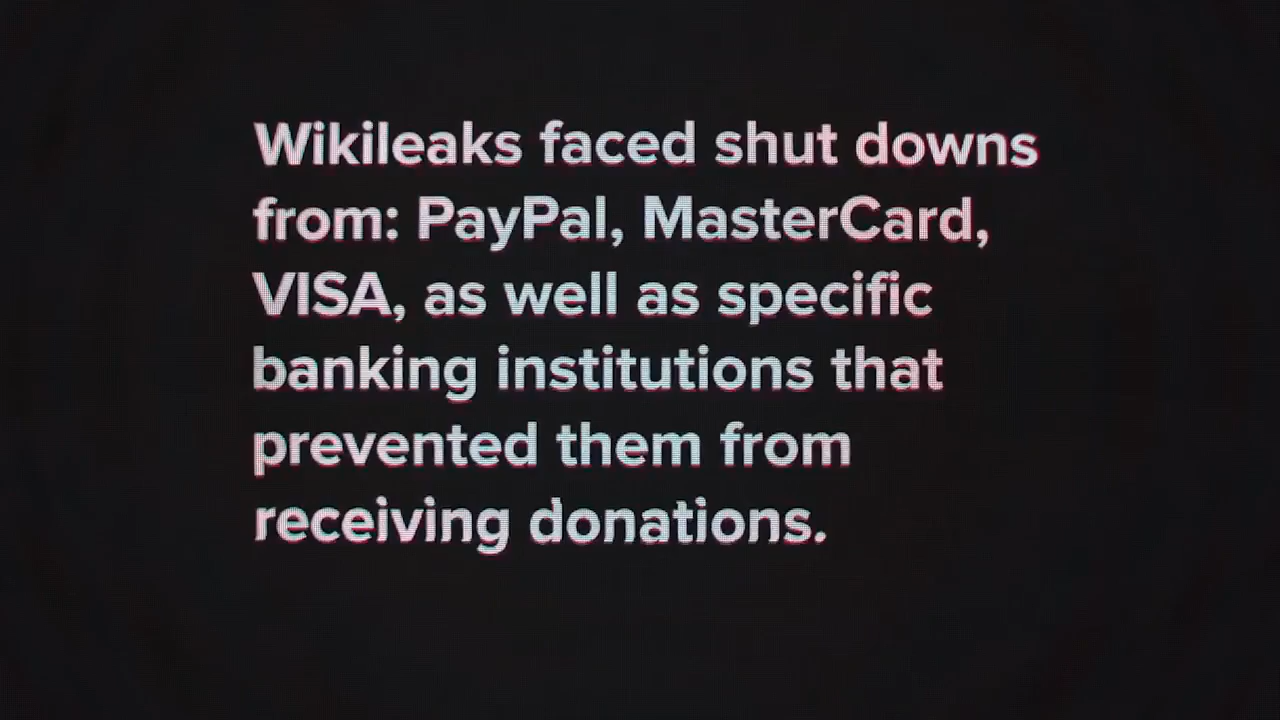 Wikileaks faced shut downs
from: PayPal, MasterCard,
VISA, as well as specific
banking institutions that
prevented them from
receiving donations.